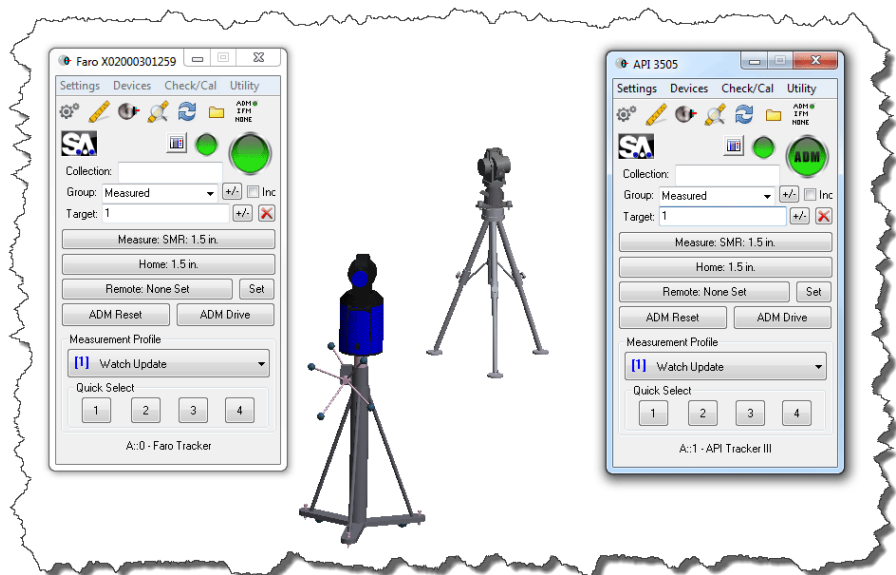 Faro X02000301259
Settings Devices Check/Cal Utility
ADM
IFM
NONE
SA
Collection:
Group: Measured +/- Inc
Target: 1 +/-
Measure: SMR: 1.5 in.
Home: 1.5 in.
Remote: None Set Set
ADM Reset ADM Drive
Measurement Profile
[1] Watch Update
Quick Select
1 2 3 4
A::0 - Faro Tracker
API 3505
Settings Devices Check/Cal Utility
ADM
IFM
NONE
SA
ADM
Collection:
Group: Measured +/- Inc
Target: 1 +/-
Measure: SMR: 1.5 in.
Home: 1.5 in.
Remote: None Set Set
ADM Reset ADM Drive
Measurement Profile
[1] Watch Update
Quick Select
1 2 3 4
A::1 - API Tracker III